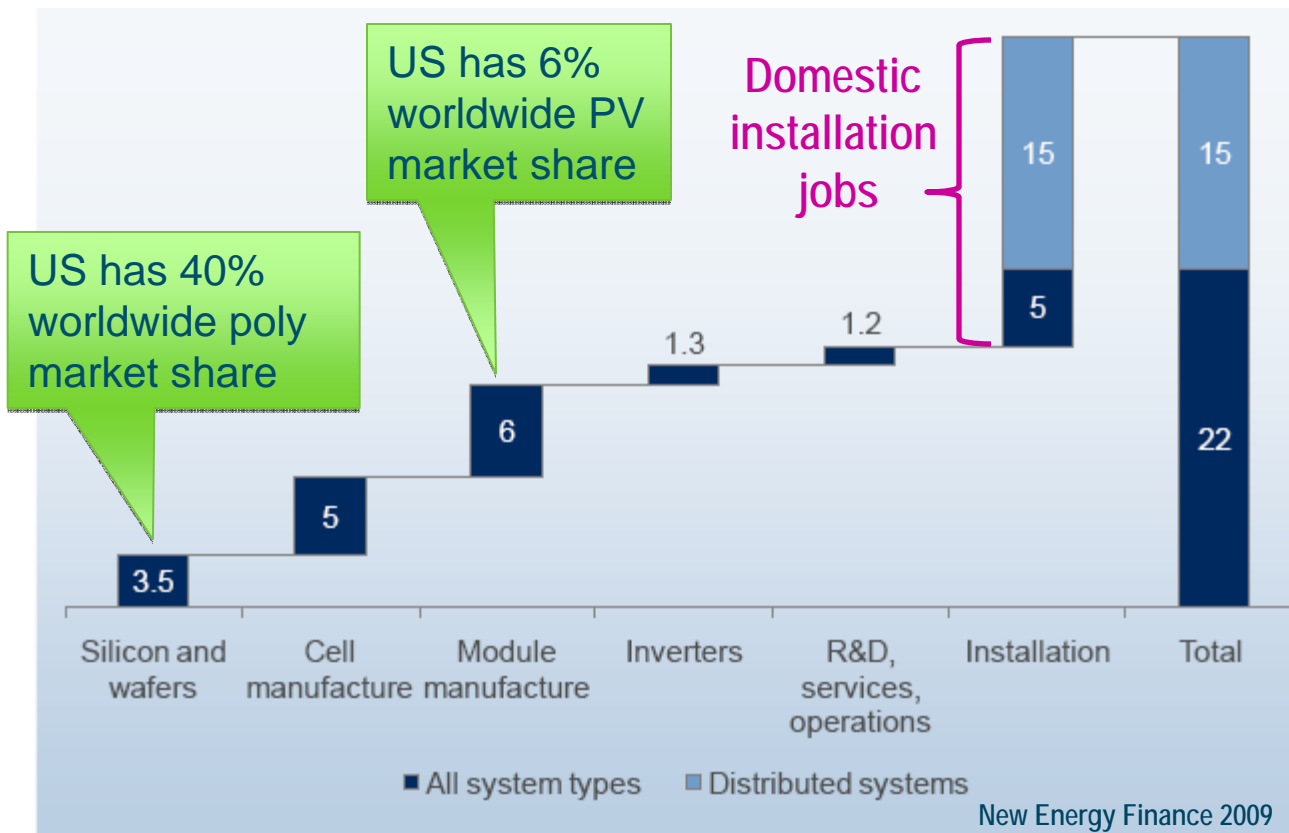 US has 6%
worldwide PV
market share
Domestic
installation
jobs
US has 40%
worldwide poly
market share
15
15
5
1.3
1.2
6
22
5
3.5
Silicon and
wafers
Cell
manufacture
Module
manufacture
Inverters
R&D,
services,
operations
Installation
Total
All system types
Distributed systems
New Energy Finance 2009